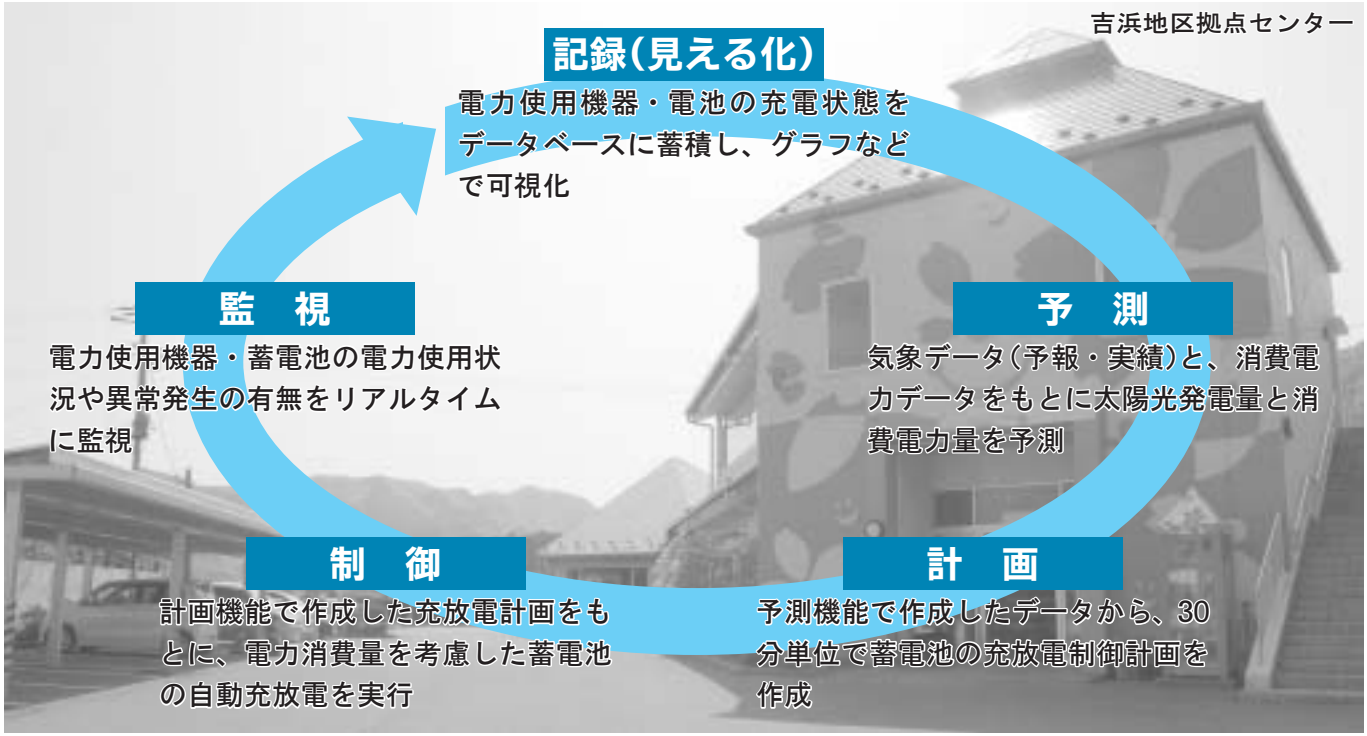 吉浜地区拠点センター
記録(見える化)
電力使用機器・電池の充電状態を
データベースに蓄積し、グラフなど
で可視化
予 測
気象データ(予報・実績)と、消費電
力データをもとに太陽光発電量と消
費電力量を予測
計 画
予測機能で作成したデータから、30
分単位で蓄電池の充放電制御計画を
作成
制 御
計画機能で作成した充放電計画をも
とに、電力消費量を考慮した蓄電池
の自動充放電を実行
監 視
電力使用機器・蓄電池の電力使用状
況や異常発生の有無をリアルタイム
に監視